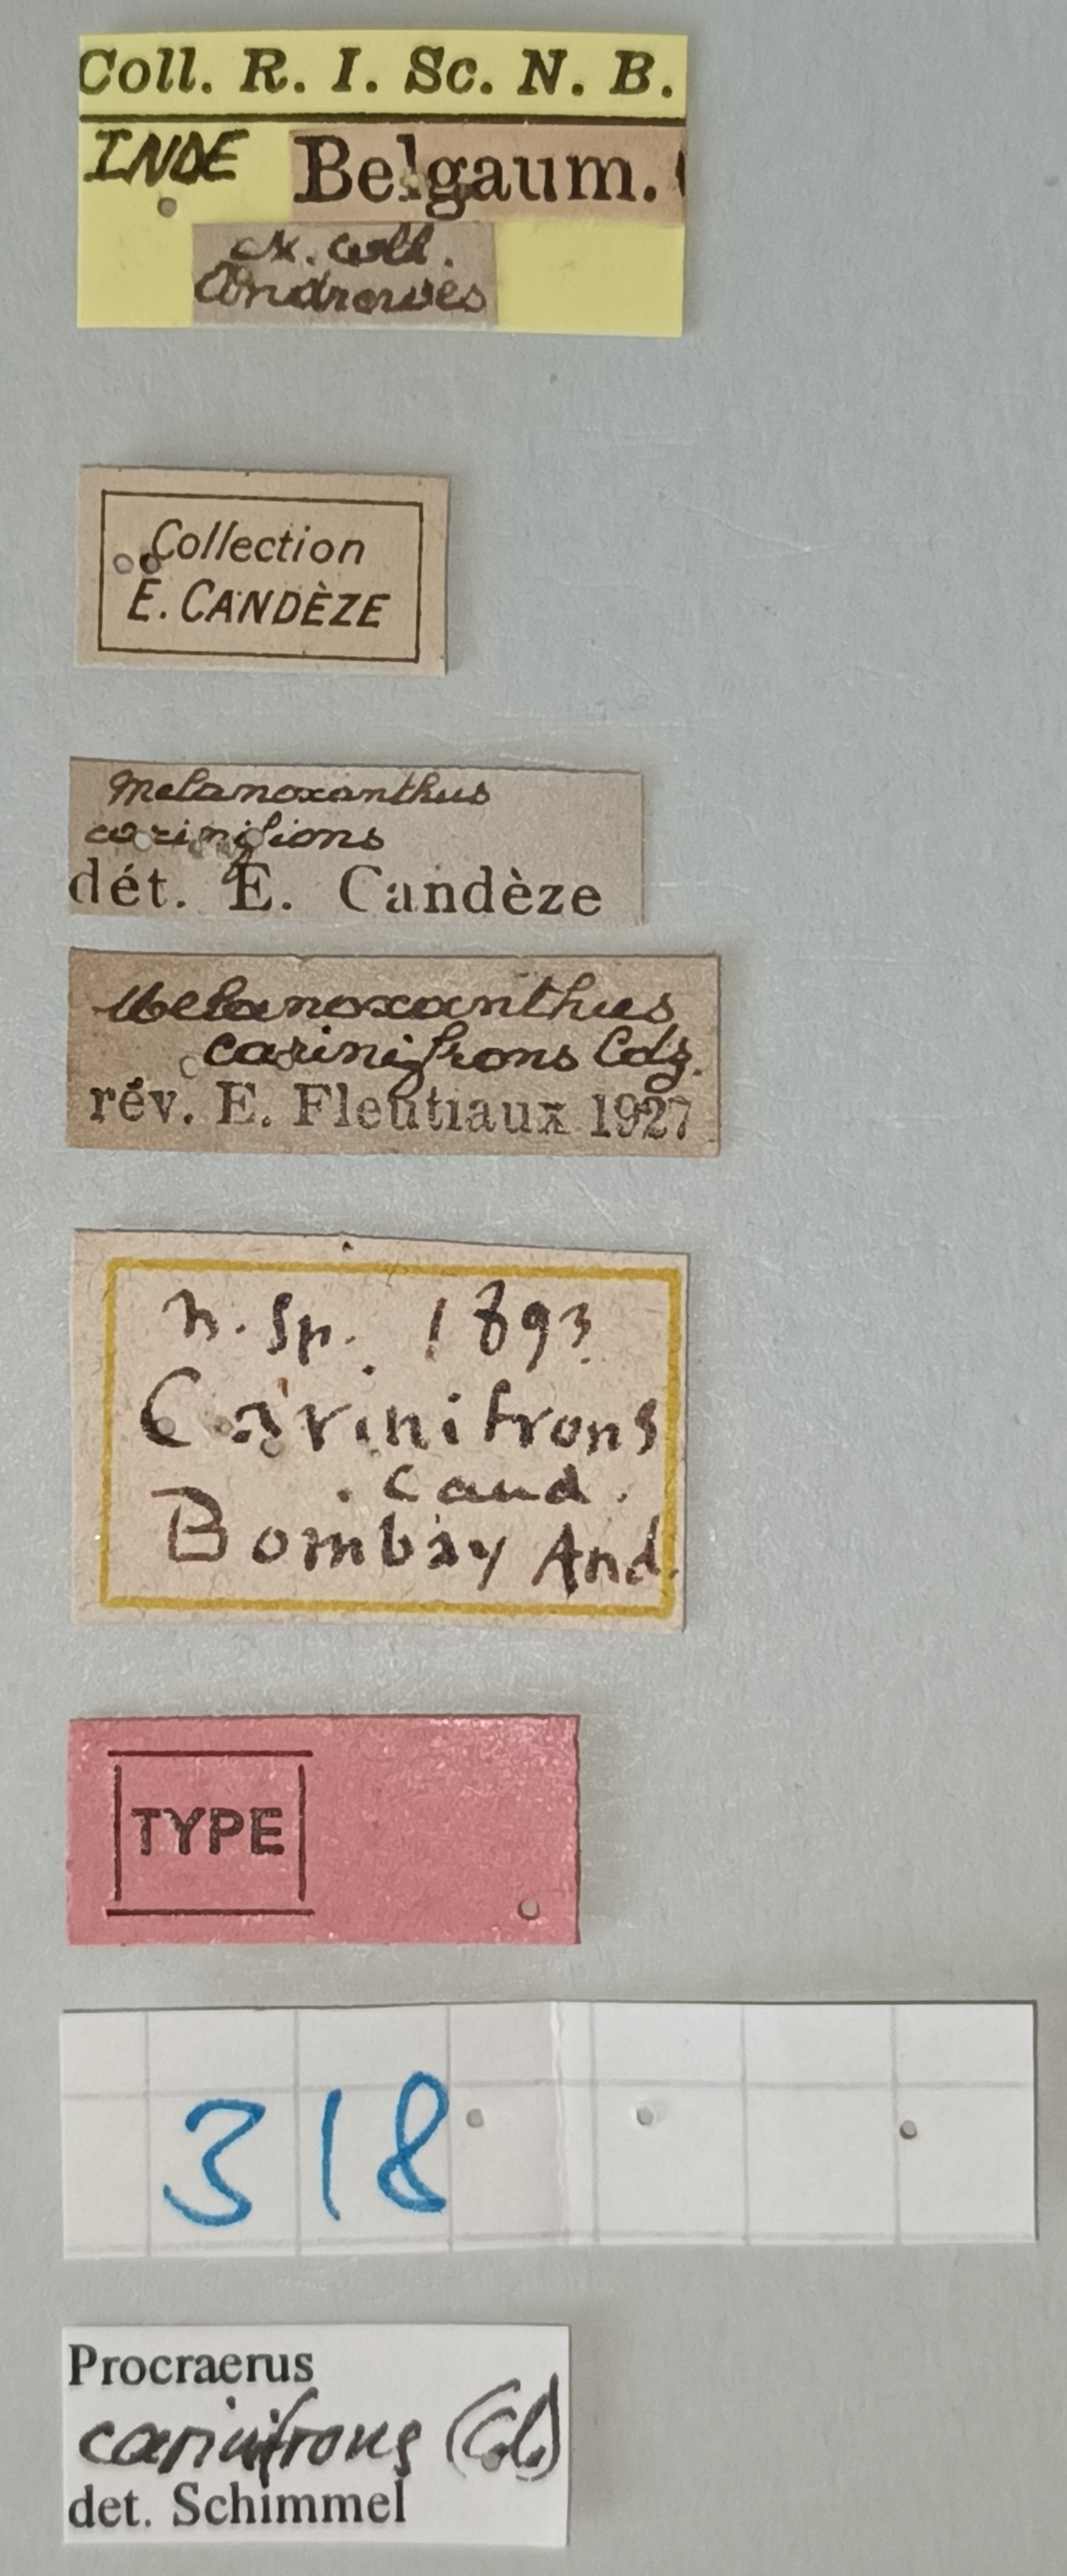 Coll. R. I. Sc. N. B.
INDE Belgaum.
coll.
Andrewes
Collection
E. CANDÈZE
Melanoxanthus
carinifrons
dét. E. Candèze
Melanoxanthus
carinifrons Cdz.
rév. E. Fleutiaux 1927
n. sp. 1893
Carinifrons
Cand.
Bombay And.
TYPE
318
Procraerus
carinifrons (Cd.)
det. Schimmel